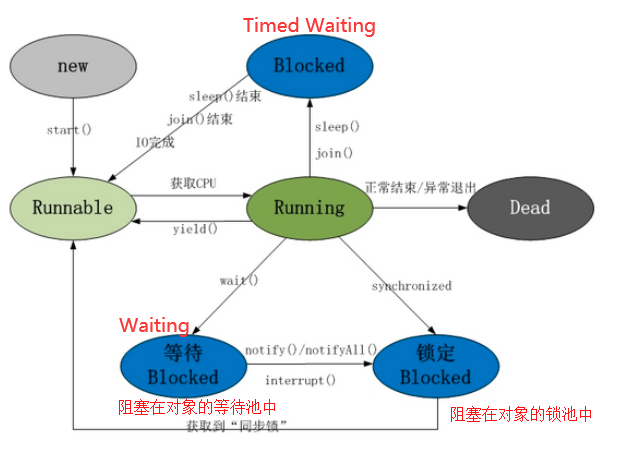 Timed Waiting
new
Blocked
sleep()结束
join()结束
IO完成
start()
sleep()
join()
Runnable
获取CPU
Running
正常结束/异常退出
Dead
yield()
wait()
synchronized
Waiting
等待
Blocked
notify()/notifyAll()
interrupt()
锁定
Blocked
阻塞在对象的等待池中
阻塞在对象的锁池中
获取到“同步锁”